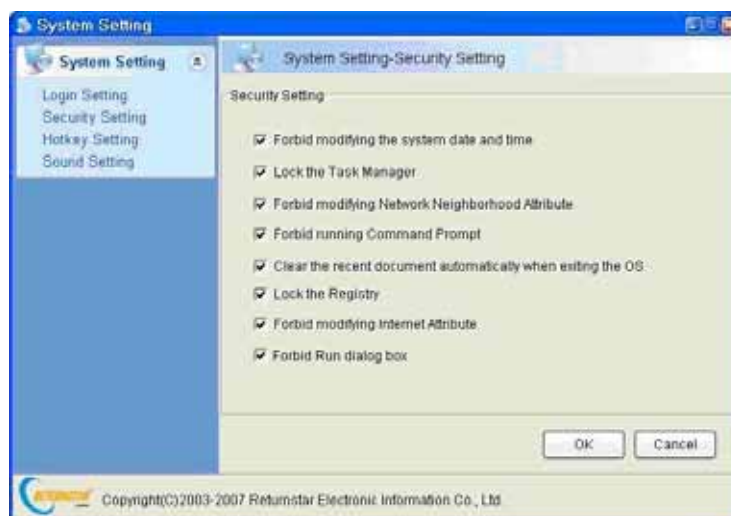 System Setting
System Setting
Login Setting
Security Setting
Hotkey Setting
Sound Setting
System Setting-Security Setting
Security Setting
Forbid modifying the system date and time
Lock the Task Manager
Forbid modifying Network Neighborhood Attribute
Forbid running Command Prompt
Clear the recent document automatically when exiting the OS
Lock the Registry
Forbid modifying Internet Attribute
Forbid Run dialog box
OK
Cancel
Copyright(C)2003-2007 Returnstar Electronic Information Co., Ltd